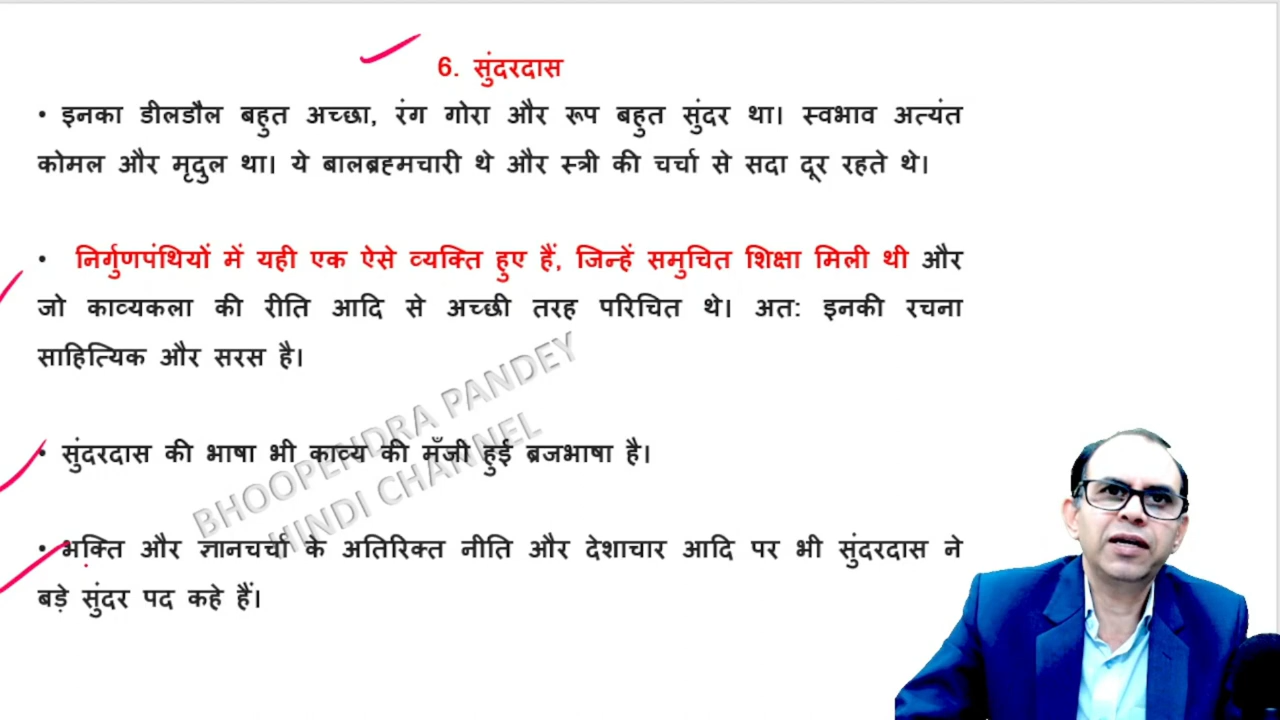 6. सुंदरदास
• इनका डीलडौल बहुत अच्छा, रंग गोरा और रूप बहुत सुंदर था। स्वभाव अत्यंत
कोमल और मृदुल था। ये बालब्रह्मचारी थे और स्त्री की चर्चा से सदा दूर रहते थे।
• निर्गुणपंथियों में यही एक ऐसे व्यक्ति हुए हैं, जिन्हें समुचित शिक्षा मिली थी और
जो काव्यकला की रीति आदि से अच्छी तरह परिचित थे। अत: इनकी रचना
साहित्यिक और सरस है।
• सुंदरदास की भाषा भी काव्य की मँजी हुई ब्रजभाषा है।
• भक्ति और ज्ञानचर्चा के अतिरिक्त नीति और देशाचार आदि पर भी सुंदरदास ने
बड़े सुंदर पद कहे हैं।
BHOOPENDRA PANDEY
HINDI CHANNEL